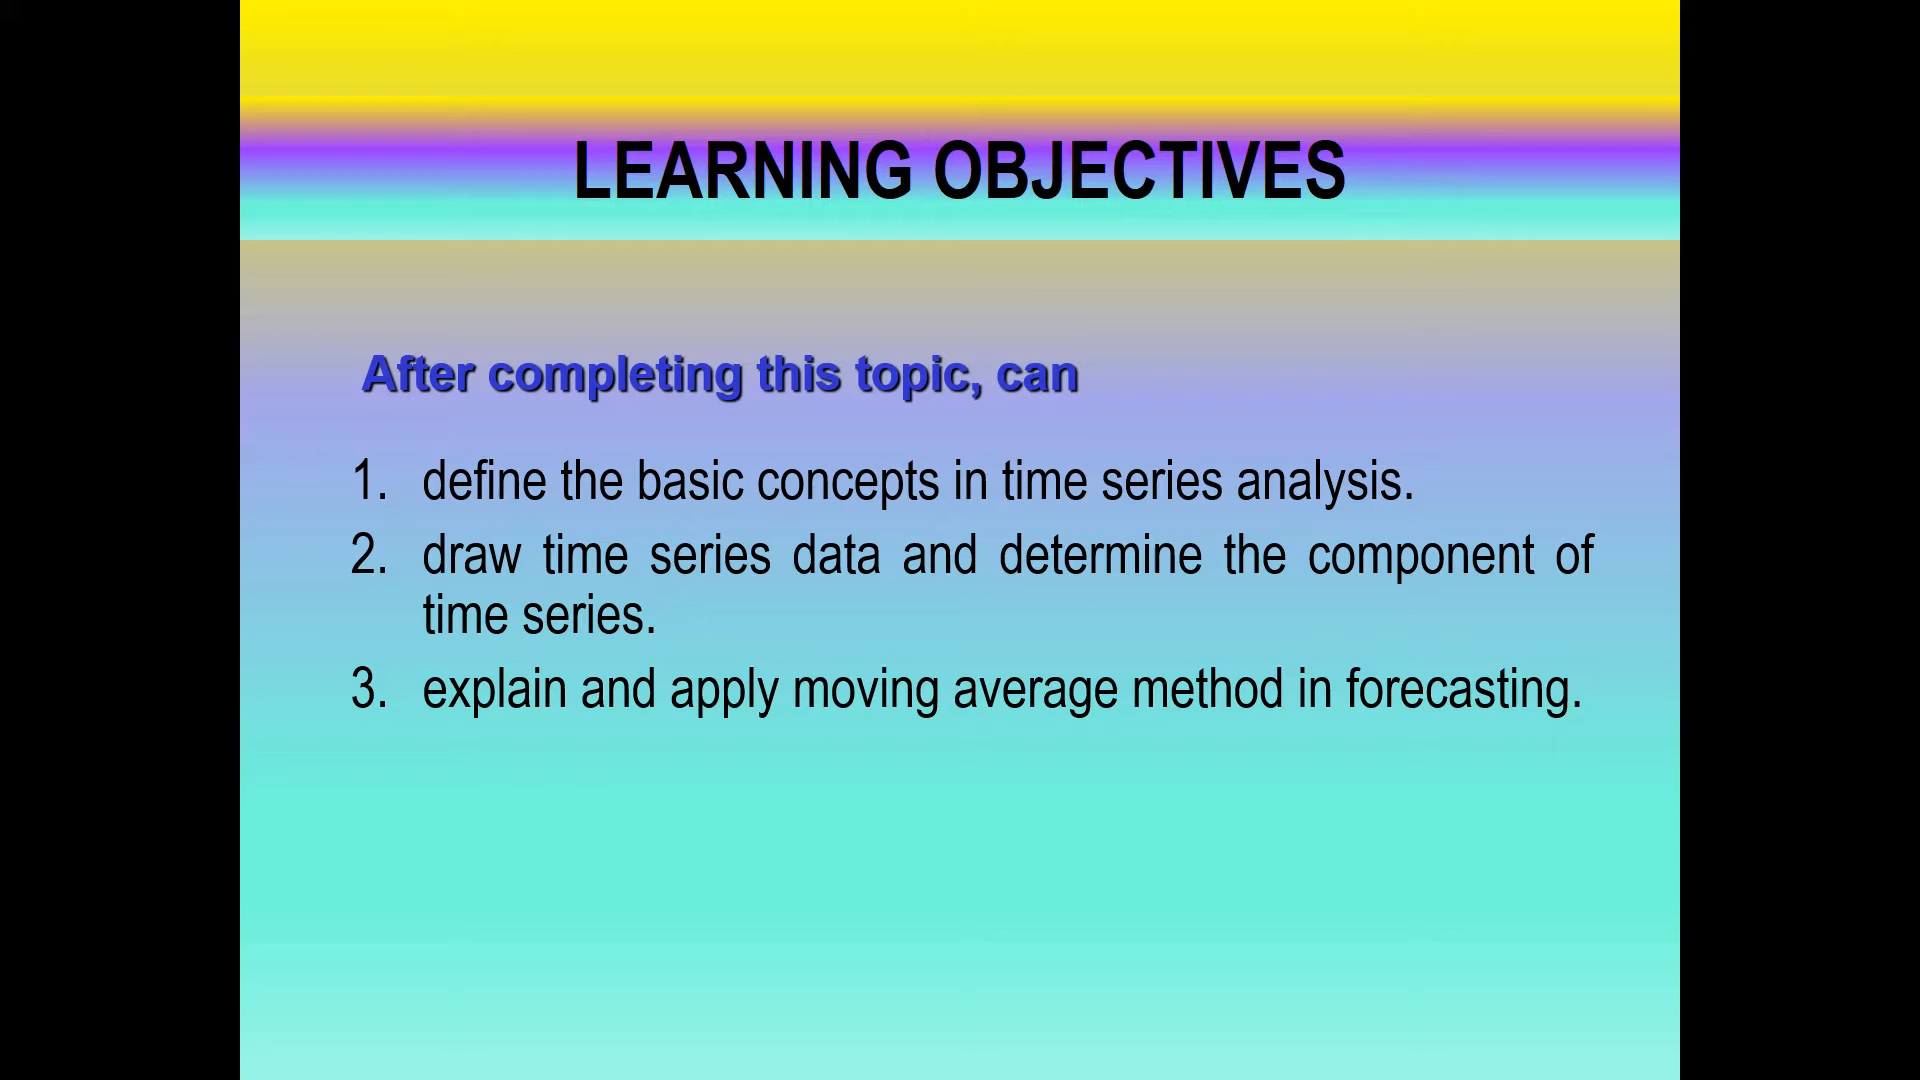 LEARNING OBJECTIVES
After completing this topic, can
1. define the basic concepts in time series analysis.
2. draw time series data and determine the component of
time series.
3. explain and apply moving average method in forecasting.